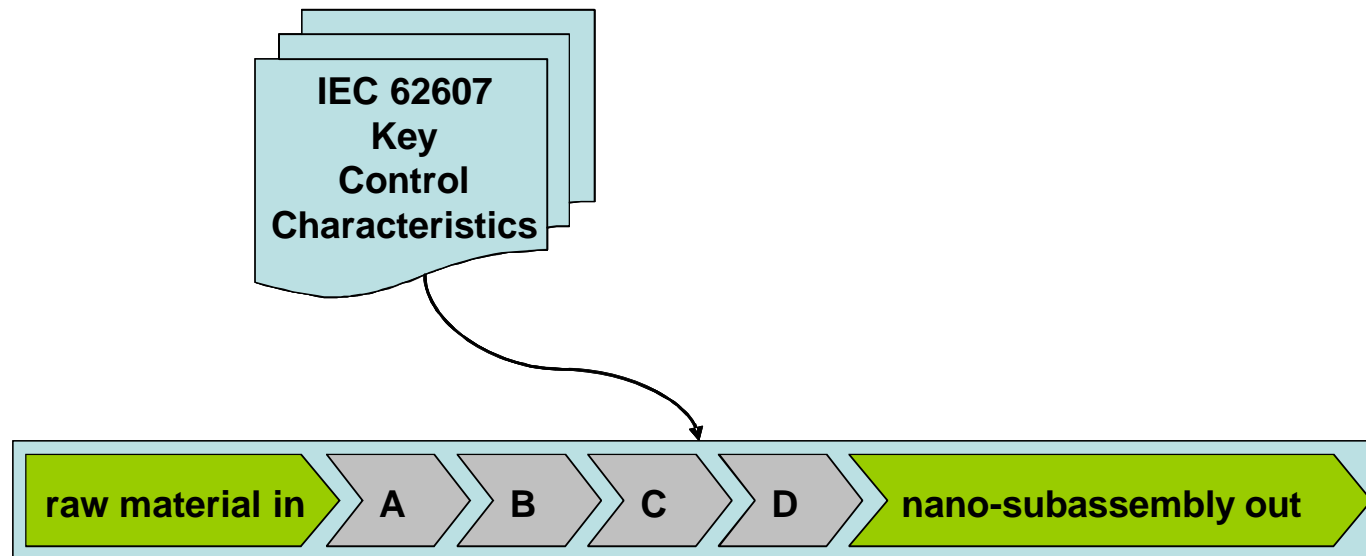 IEC 62607
Key
Control
Characteristics
raw material in
A
B
C
D
nano-subassembly out